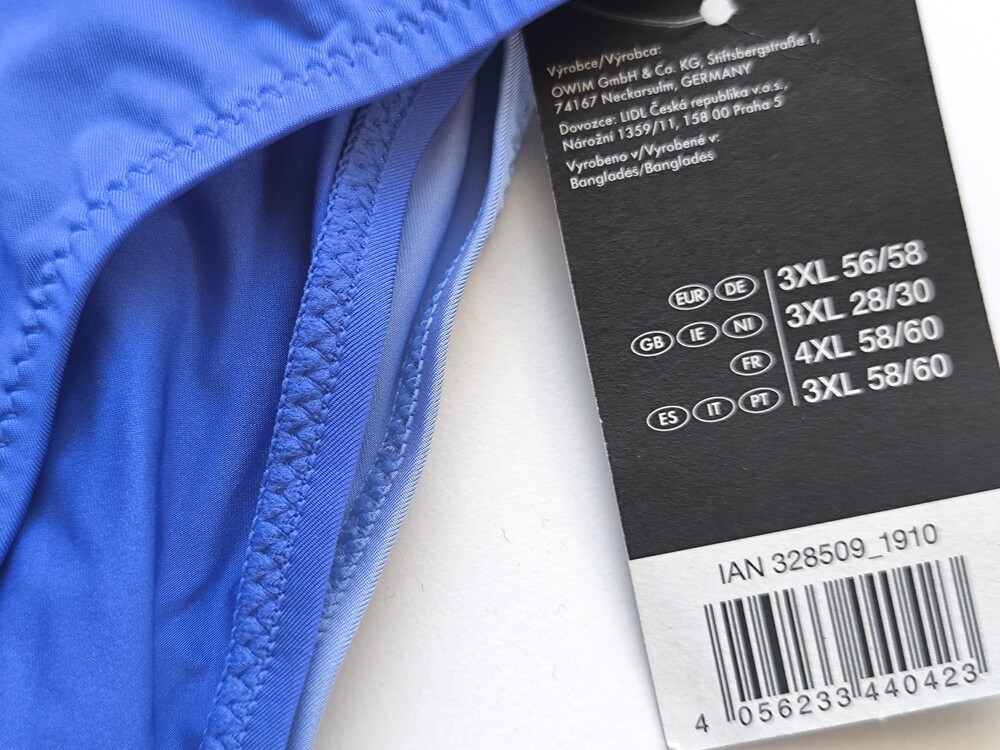 Výrobce/Výrobca:
OWIM GmbH & Co. KG, Stiftsbergstraße 1,
74167 Neckarsulm, GERMANY
Dovozce: LIDL Česká republika v.o.s.,
Nárožní 1359/11, 158 00 Praha 5
Vyrobeno v/Vyrobené v:
Bangladéš/Bangladéš
EUR DE 3XL 56/58
GB IE NI 3XL 28/30
FR 4XL 58/60
ES IT PT 3XL 58/60
IAN 328509_1910
4 056233 440423